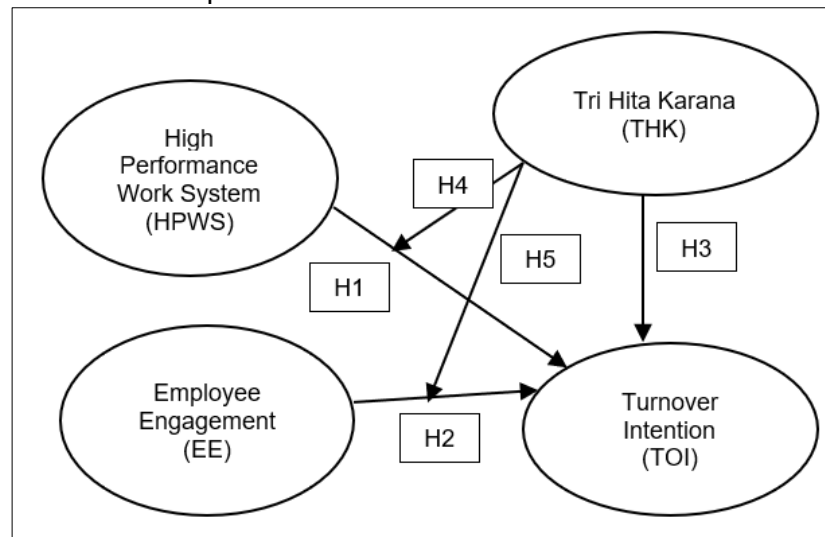 High
Performance
Work System
(HPWS)
Tri Hita Karana
(THK)
H4
H5
H3
H1
Employee
Engagement
(EE)
H2
Turnover
Intention
(TOI)